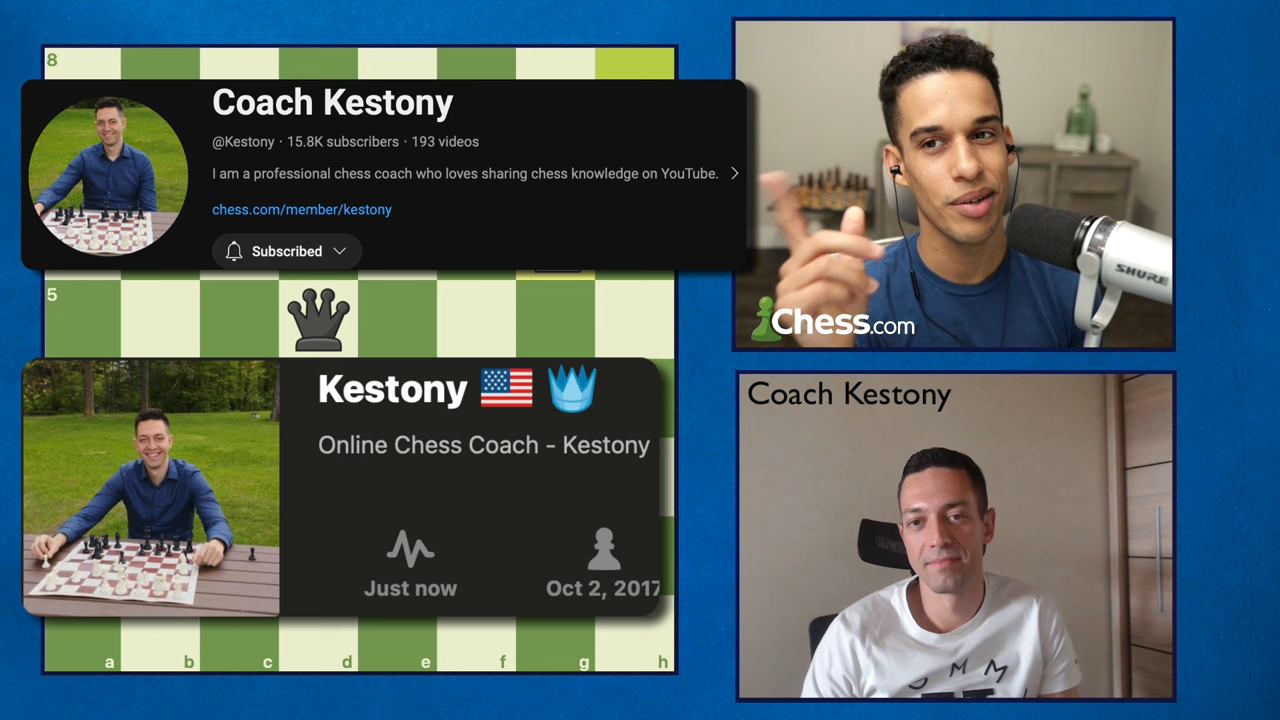 8
Coach Kestony
@Kestony · 15.8K subscribers · 193 videos
I am a professional chess coach who loves sharing chess knowledge on YouTube.
chess.com/member/kestony
Subscribed
5
Kestony
Online Chess Coach - Kestony
Just now
Oct 2, 2017
a b c d e f g h
Chess.com
SHURE
Coach Kestony
OMMM